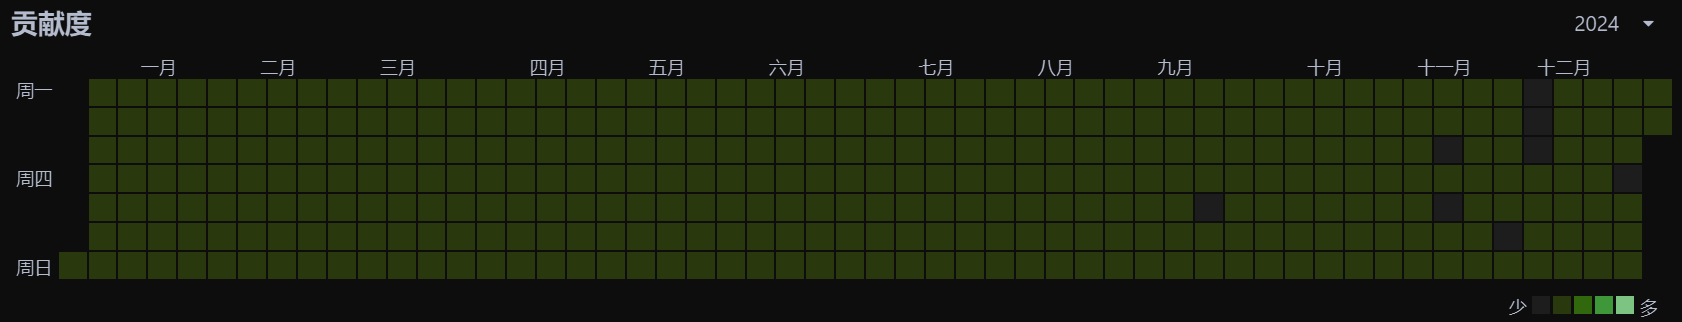 贡献度
2024
一月 二月 三月 四月 五月 六月 七月 八月 九月 十月 十一月 十二月
周一
周四
周日
少 多